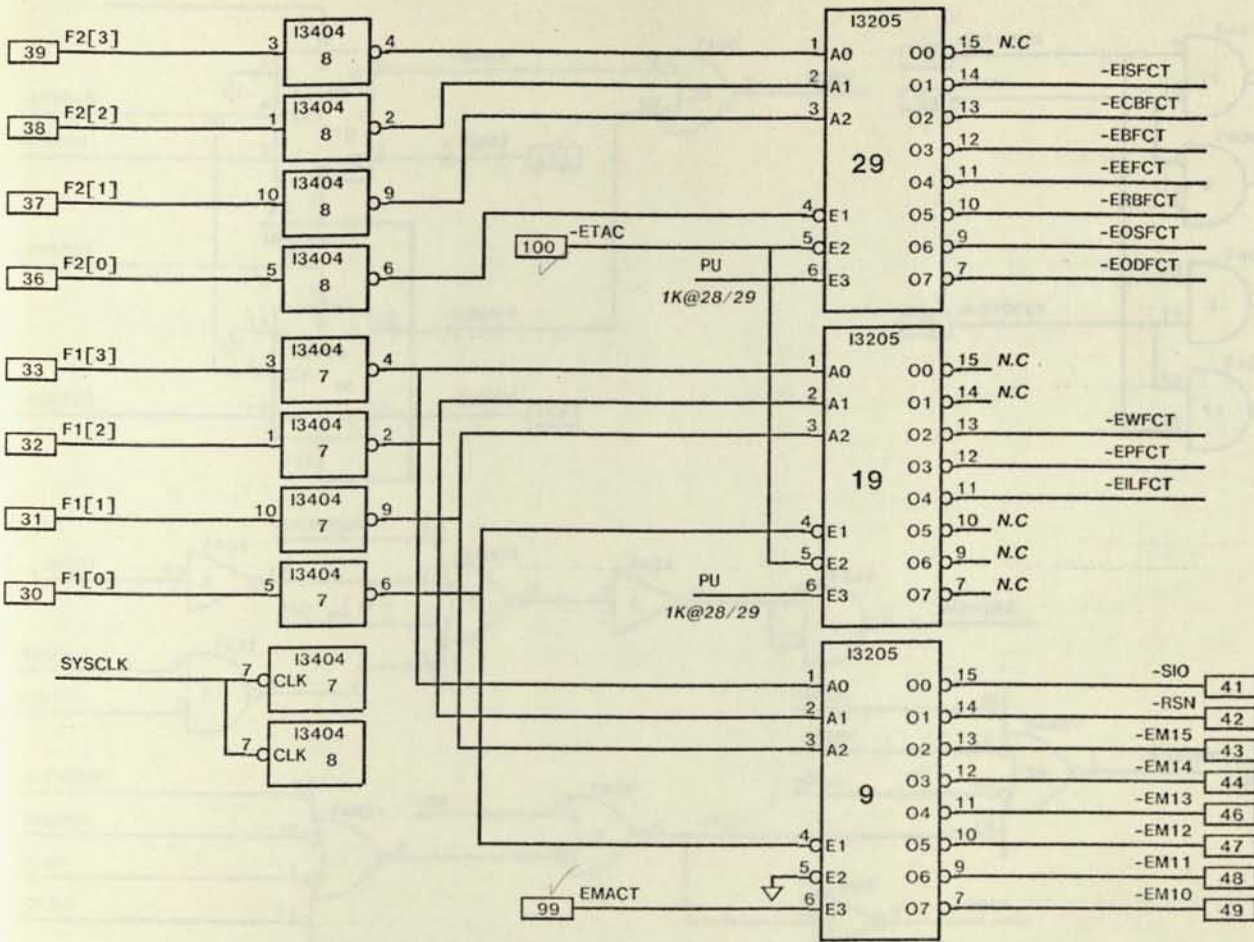 39 F2[3] 3 I3404 8 4
38 F2[2] 1 I3404 8 2
37 F2[1] 10 I3404 8 9
36 F2[0] 5 I3404 8 6
33 F1[3] 3 I3404 7 4
32 F1[2] 1 I3404 7 2
31 F1[1] 10 I3404 7 9
30 F1[0] 5 I3404 7 6
SYSCLK 7 CLK I3404 7
7 CLK I3404 8
I3205
29
1 A0 O0 15 N.C
2 A1 O1 14 -EISFCT
3 A2 O2 13 -ECBFCT
O3 12 -EBFCT
O4 11 -EEFCT
4 E1 O5 10 -ERBFCT
100 -ETAC 5 E2 O6 9 -EOSFCT
PU 6 E3 O7 7 -EODFCT
1K@28/29
I3205
19
1 A0 O0 15 N.C
2 A1 O1 14 N.C
3 A2 O2 13 -EWFCT
O3 12 -EPFCT
O4 11 -EILFCT
4 E1 O5 10 N.C
5 E2 O6 9 N.C
PU 6 E3 O7 7 N.C
1K@28/29
I3205
9
1 A0 O0 15 -SIO 41
2 A1 O1 14 -RSN 42
3 A2 O2 13 -EM15 43
O3 12 -EM14 44
O4 11 -EM13 46
4 E1 O5 10 -EM12 47
5 E2 O6 9 -EM11 48
99 EMACT 6 E3 O7 7 -EM10 49